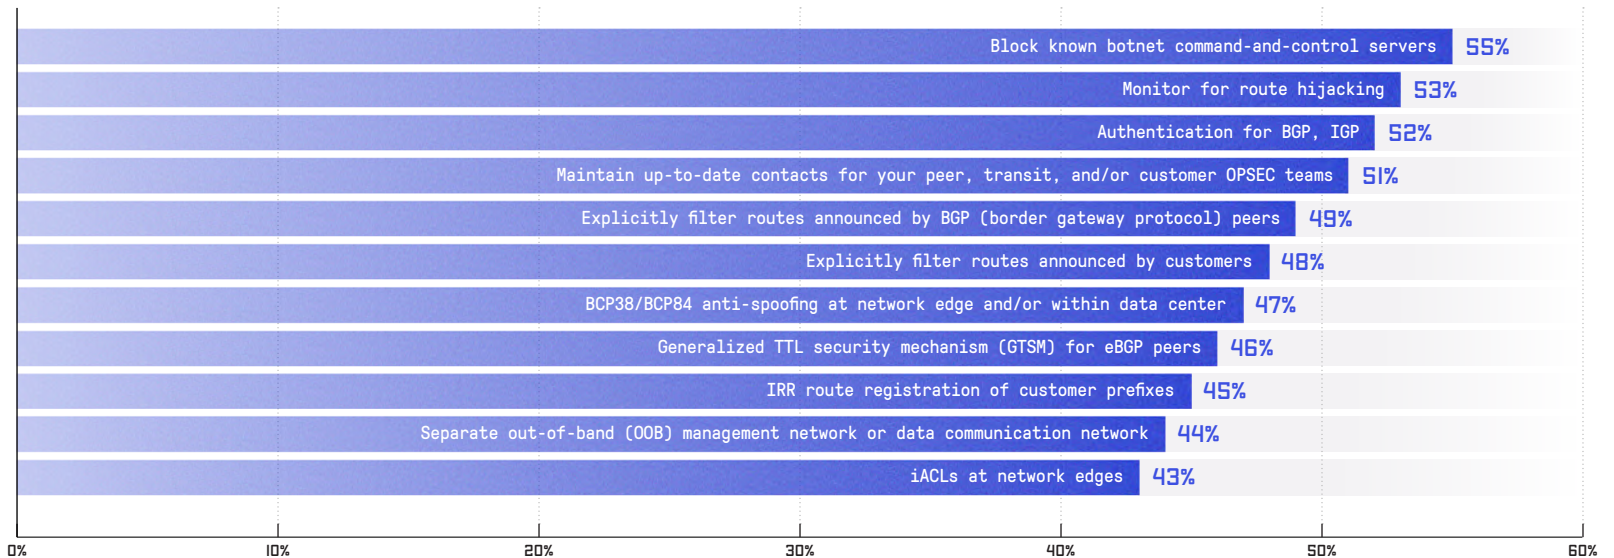 Block known botnet command-and-control servers 55%
Monitor for route hijacking 53%
Authentication for BGP, IGP 52%
Maintain up-to-date contacts for your peer, transit, and/or customer OPSEC teams 51%
Explicitly filter routes announced by BGP (border gateway protocol) peers 49%
Explicitly filter routes announced by customers 48%
BCP38/BCP84 anti-spoofing at network edge and/or within data center 47%
Generalized TTL security mechanism (GTSM) for eBGP peers 46%
IRR route registration of customer prefixes 45%
Separate out-of-band (OOB) management network or data communication network 44%
iACLs at network edges 43%
0% 10% 20% 30% 40% 50% 60%